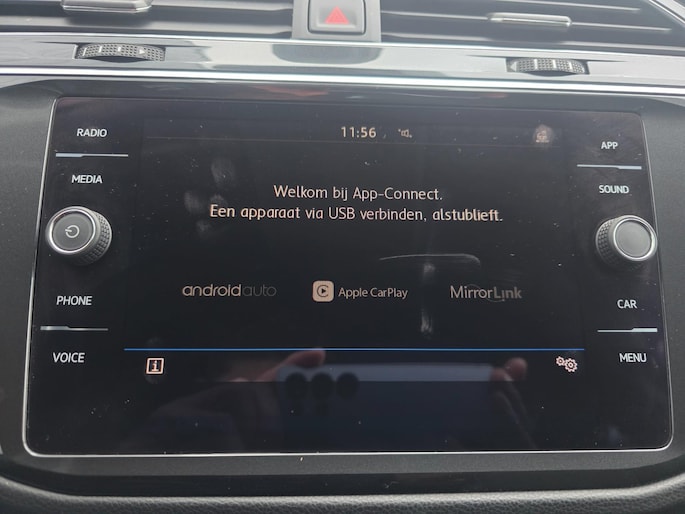 RADIO
MEDIA
PHONE
VOICE
11:56
Welkom bij App-Connect.
Een apparaat via USB verbinden, alstublieft.
androidauto
Apple CarPlay
MirrorLink
i
APP
SOUND
CAR
MENU